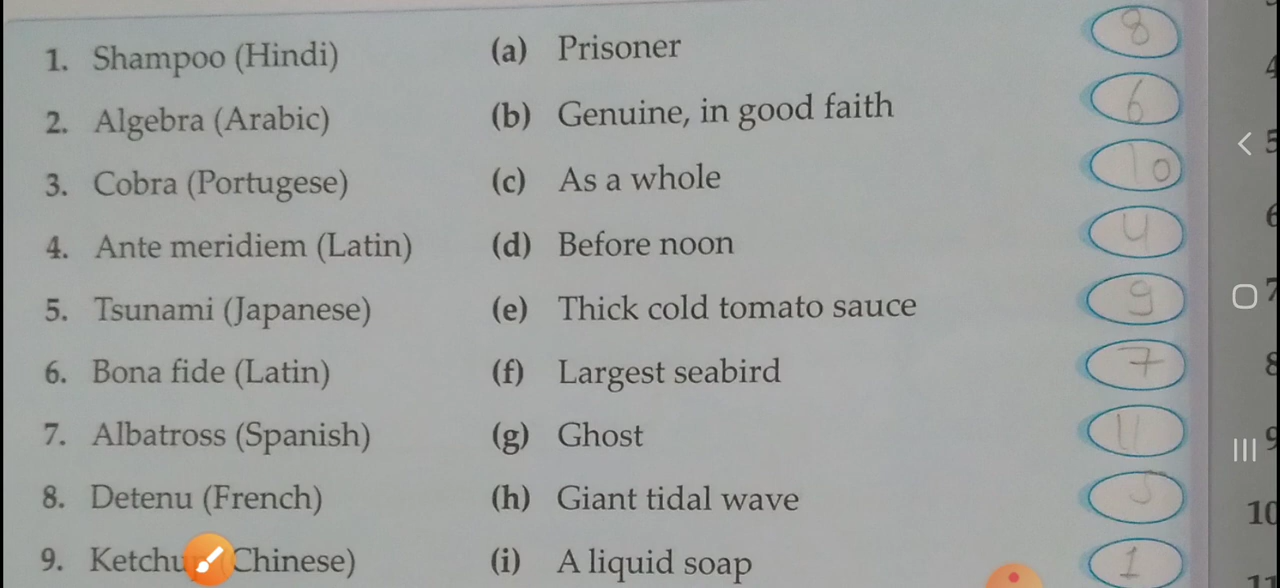 1. Shampoo (Hindi) (a) Prisoner 8
2. Algebra (Arabic) (b) Genuine, in good faith 6
3. Cobra (Portugese) (c) As a whole 10
4. Ante meridiem (Latin) (d) Before noon 4
5. Tsunami (Japanese) (e) Thick cold tomato sauce 9
6. Bona fide (Latin) (f) Largest seabird 7
7. Albatross (Spanish) (g) Ghost 11
8. Detenu (French) (h) Giant tidal wave 5
9. (Chinese) (i) A liquid soap 1